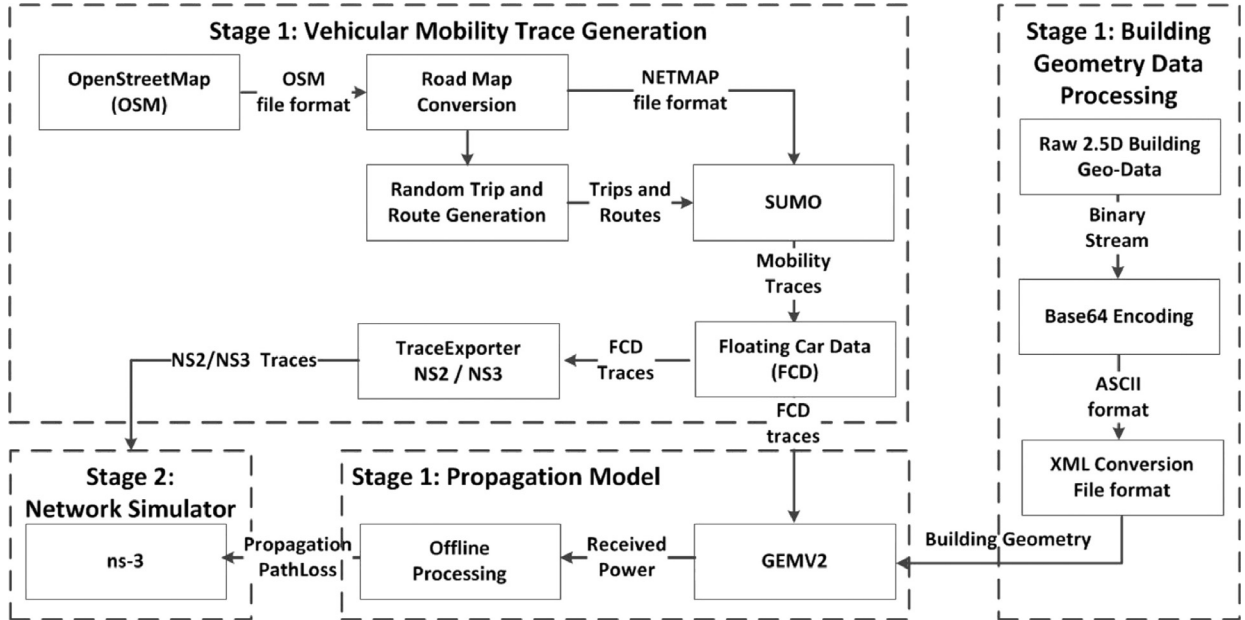 Stage 1: Vehicular Mobility Trace Generation
OpenStreetMap
(OSM)
OSM
file format
Road Map
Conversion
NETMAP
file format
Random Trip and
Route Generation
Trips and
Routes
SUMO
Mobility
Traces
Floating Car Data
(FCD)
FCD
Traces
TraceExporter
NS2 / NS3
NS2/NS3 Traces
FCD
traces
Stage 1: Building
Geometry Data
Processing
Raw 2.5D Building
Geo-Data
Binary
Stream
Base64 Encoding
ASCII
format
XML Conversion
File format
Building Geometry
Stage 1: Propagation Model
GEMV2
Received
Power
Offline
Processing
Propagation
PathLoss
Stage 2:
Network Simulator
ns-3